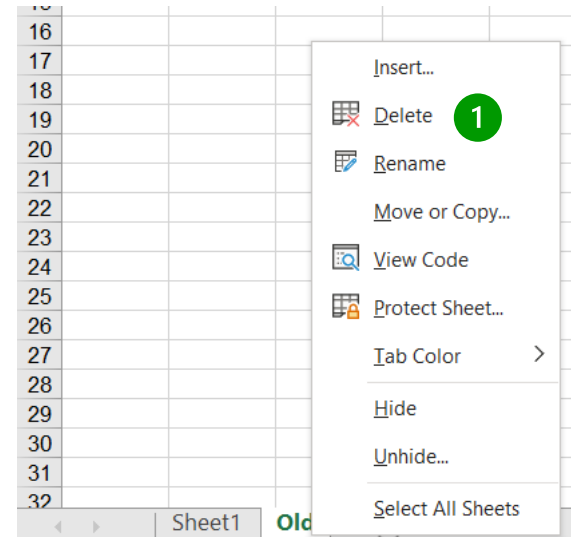 16
17
18
19
20
21
22
23
24
25
26
27
28
29
30
31
32
Insert...
Delete 1
Rename
Move or Copy...
View Code
Protect Sheet...
Tab Color
Hide
Unhide...
Select All Sheets
Sheet1 Old